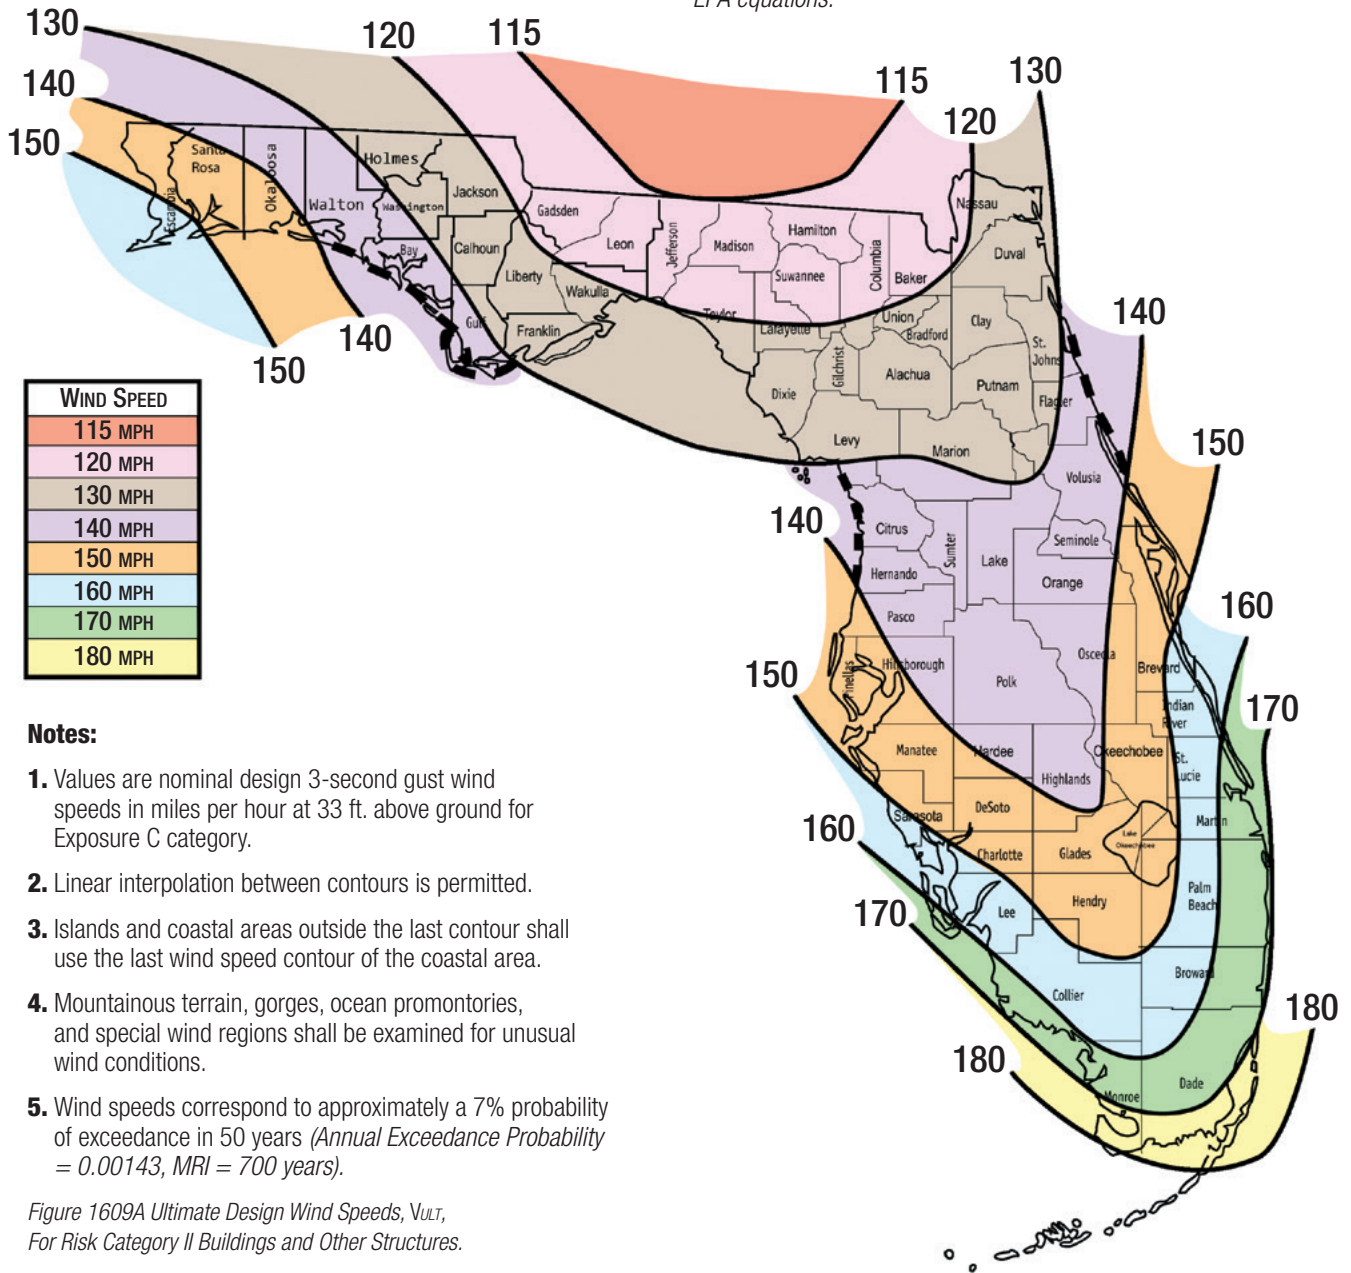 EPA equations.
130
120
115
115
130
140
120
150
Santa
Rosa
Okaloosa
Holmes
Escambia
Walton
Washington
Jackson
Gadsden
Nassau
Bay
Calhoun
Leon
Jefferson
Madison
Hamilton
Columbia
Duval
Liberty
Suwannee
Baker
Wakulla
Gulf
Franklin
Taylor
Lafayette
Union
Bradford
Clay
St.
Johns
140
150
140
Dixie
Gilchrist
Alachua
Putnam
Flagler
Levy
Marion
150
Volusia
140
Citrus
Sumter
Lake
Seminole
Hernando
Orange
Pasco
160
Osceola
Hillsborough
Pinellas
Polk
Brevard
150
Indian
River
170
Manatee
Hardee
Okeechobee
Highlands
St.
Lucie
DeSoto
Sarasota
Martin
160
Lake
Okeechobee
Charlotte
Glades
Palm
Beach
Hendry
Lee
170
Broward
Collier
180
180
Dade
Monroe
WIND SPEED
115 MPH
120 MPH
130 MPH
140 MPH
150 MPH
160 MPH
170 MPH
180 MPH
Notes:
1. Values are nominal design 3-second gust wind
speeds in miles per hour at 33 ft. above ground for
Exposure C category.
2. Linear interpolation between contours is permitted.
3. Islands and coastal areas outside the last contour shall
use the last wind speed contour of the coastal area.
4. Mountainous terrain, gorges, ocean promontories,
and special wind regions shall be examined for unusual
wind conditions.
5. Wind speeds correspond to approximately a 7% probability
of exceedance in 50 years (Annual Exceedance Probability
= 0.00143, MRI = 700 years).
Figure 1609A Ultimate Design Wind Speeds, VULT,
For Risk Category II Buildings and Other Structures.